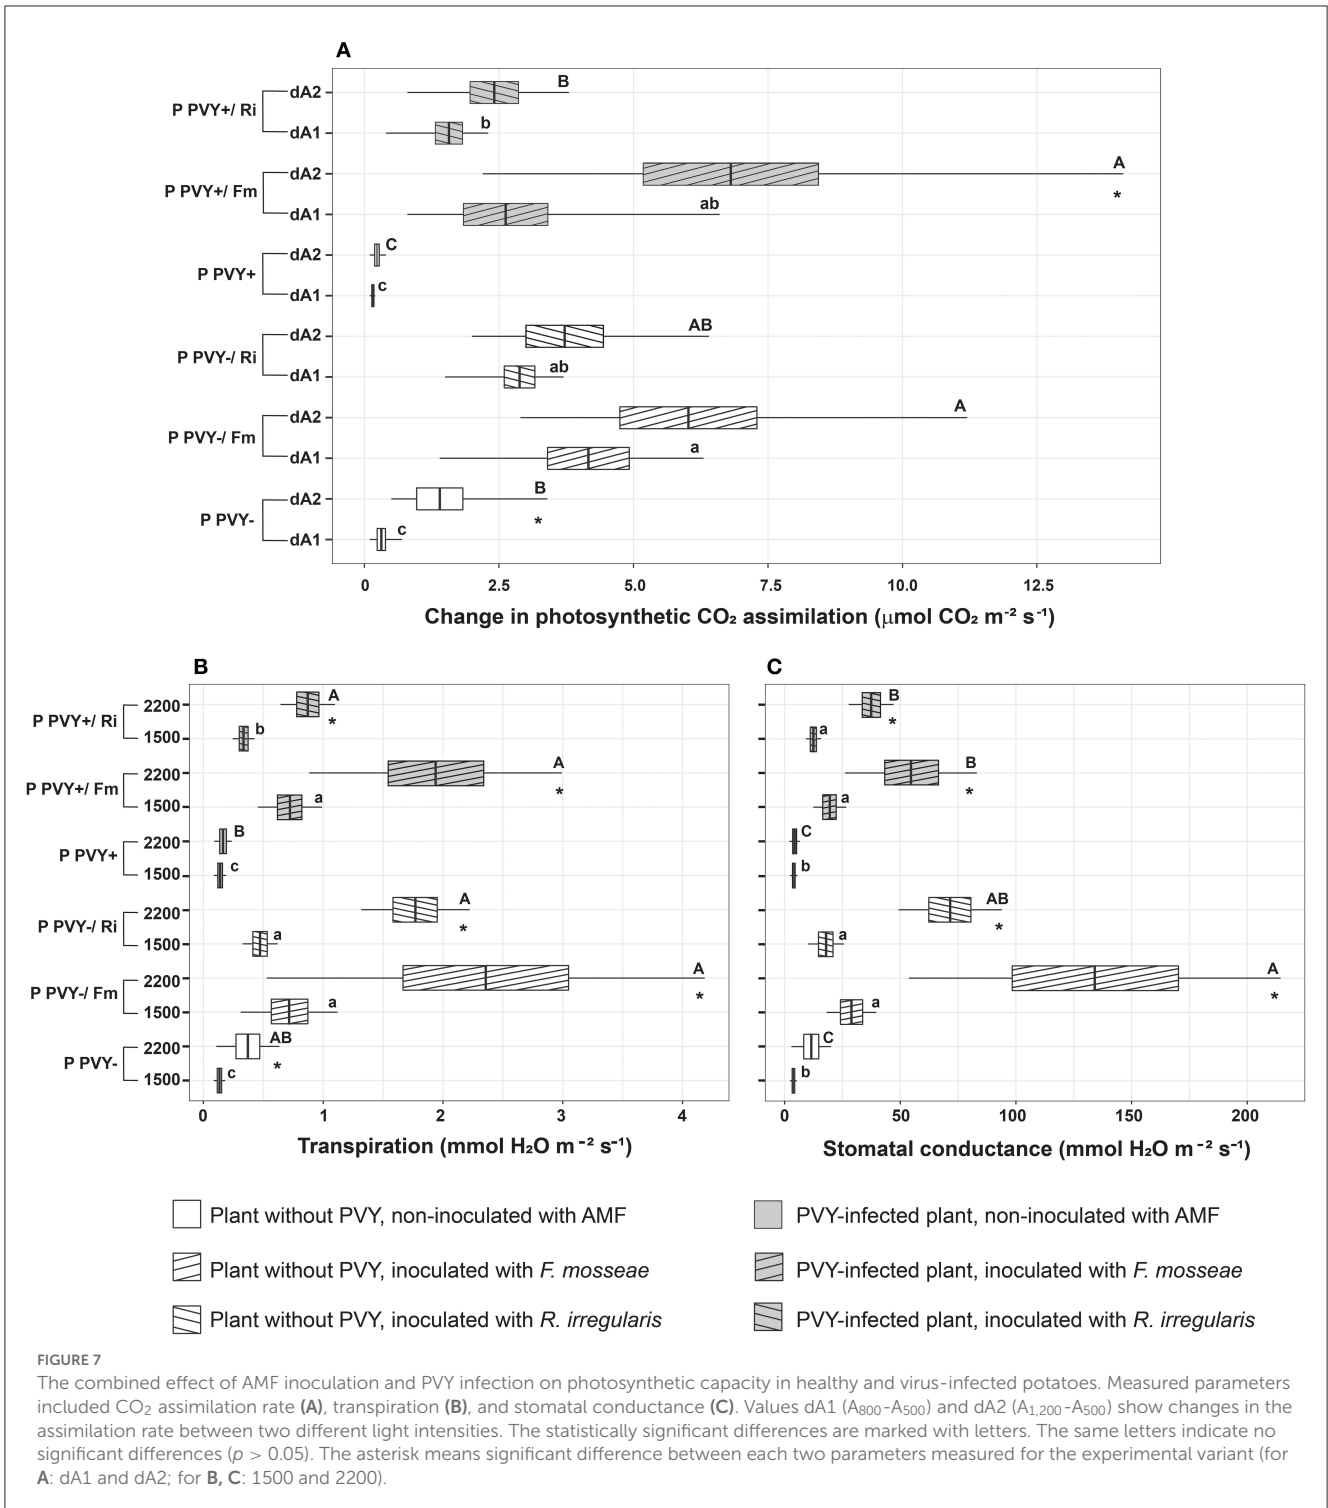 A
P PVY+/ Ri
dA2
B
dA1
b
P PVY+/ Fm
dA2
A
*
dA1
ab
P PVY+
dA2
C
dA1
c
P PVY-/ Ri
dA2
AB
dA1
ab
P PVY-/ Fm
dA2
A
dA1
a
P PVY-
dA2
B
*
dA1
c
0 2.5 5.0 7.5 10.0 12.5
Change in photosynthetic CO₂ assimilation (μmol CO₂ m⁻² s⁻¹)
B
P PVY+/ Ri
2200
A
*
1500
b
P PVY+/ Fm
2200
A
*
1500
a
P PVY+
2200
B
1500
c
P PVY-/ Ri
2200
A
*
1500
a
P PVY-/ Fm
2200
A
*
1500
a
P PVY-
2200
AB
*
1500
c
0 1 2 3 4
Transpiration (mmol H₂O m⁻² s⁻¹)
C
B
*
a
B
*
a
C
b
AB
*
a
A
*
a
C
b
0 50 100 150 200
Stomatal conductance (mmol H₂O m⁻² s⁻¹)
Plant without PVY, non-inoculated with AMF
Plant without PVY, inoculated with F. mosseae
Plant without PVY, inoculated with R. irregularis
PVY-infected plant, non-inoculated with AMF
PVY-infected plant, inoculated with F. mosseae
PVY-infected plant, inoculated with R. irregularis
FIGURE 7
The combined effect of AMF inoculation and PVY infection on photosynthetic capacity in healthy and virus-infected potatoes. Measured parameters
included CO₂ assimilation rate (A), transpiration (B), and stomatal conductance (C). Values dA1 (A₈₀₀-A₅₀₀) and dA2 (A₁,₂₀₀-A₅₀₀) show changes in the
assimilation rate between two different light intensities. The statistically significant differences are marked with letters. The same letters indicate no
significant differences (p > 0.05). The asterisk means significant difference between each two parameters measured for the experimental variant (for
A: dA1 and dA2; for B, C: 1500 and 2200).